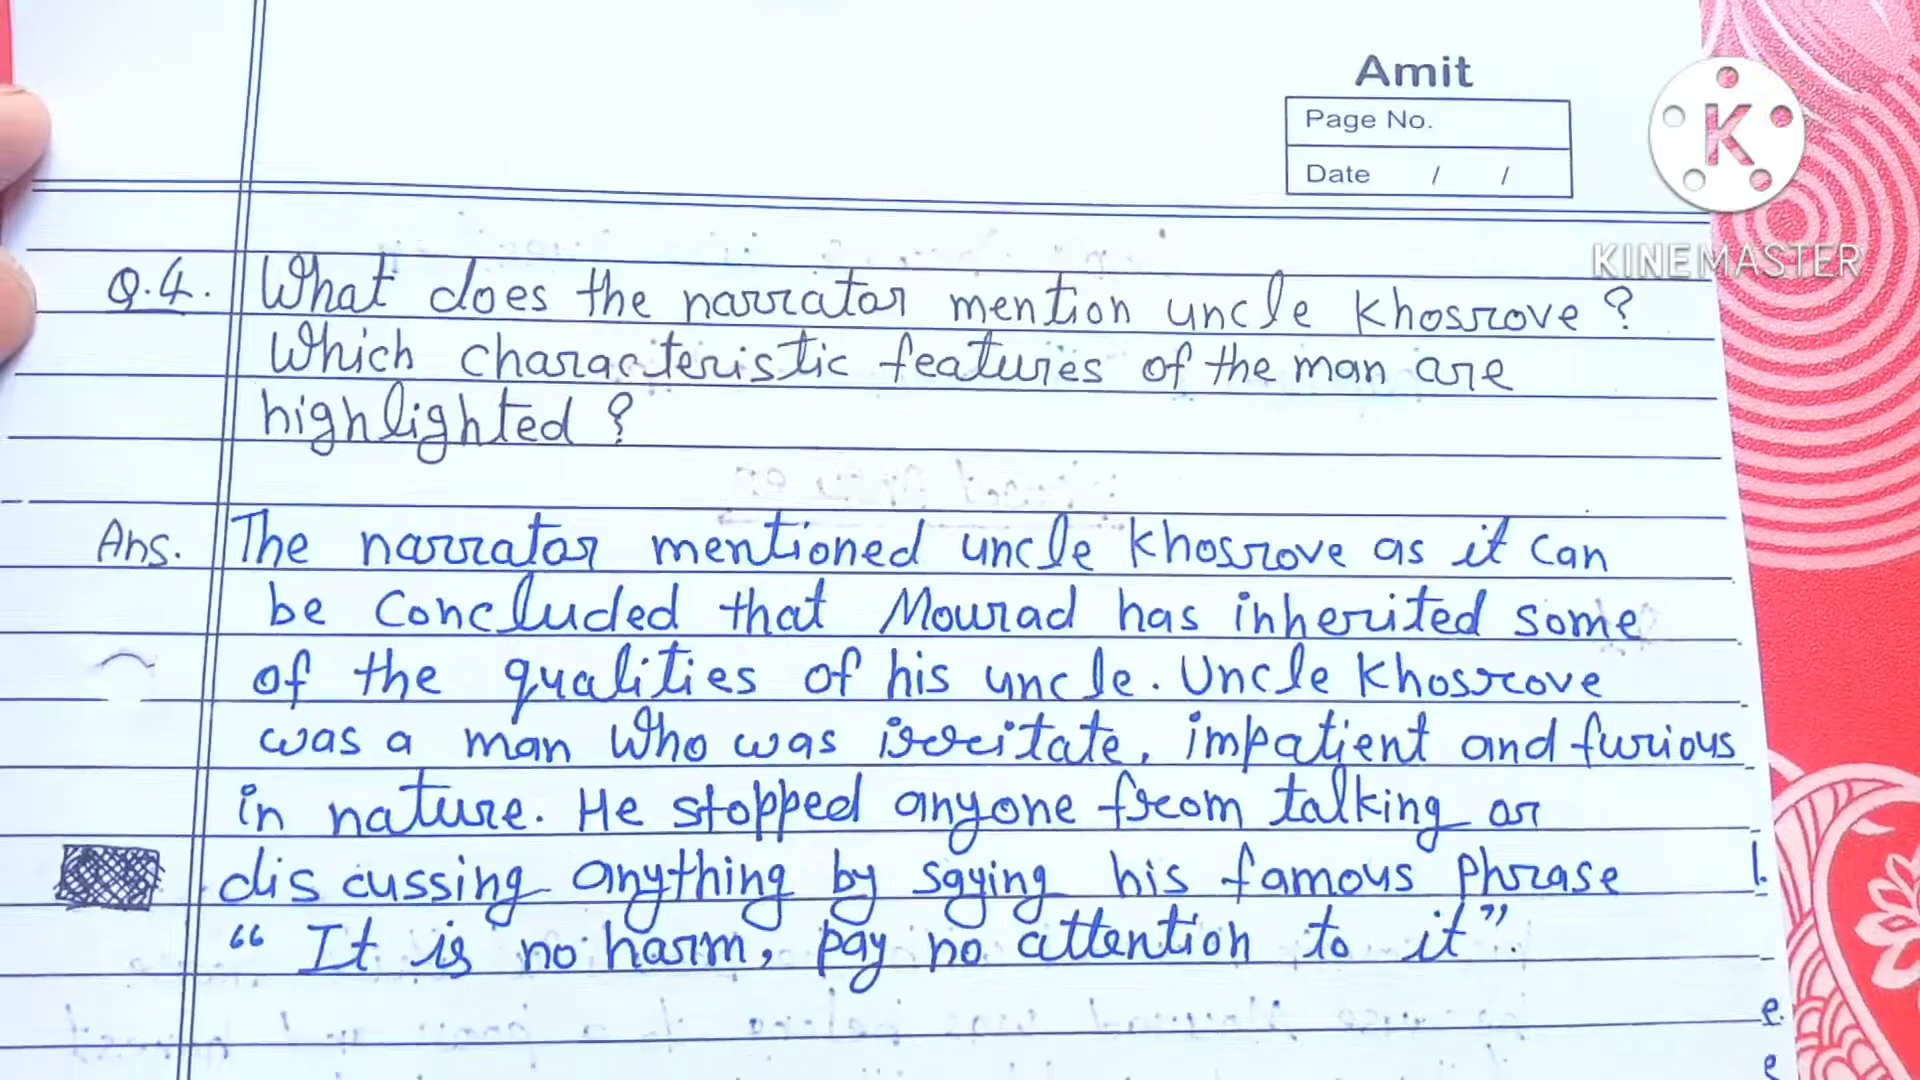 Amit
Page No.
Date / /
K
KINEMASTER
Q.4. What does the narrator mention uncle Khosrove?
Which characteristic features of the man are
highlighted?
Ans. The narrator mentioned uncle Khosrove as it can
be concluded that Mourad has inherited some
of the qualities of his uncle. Uncle Khosrove
was a man who was irritate, impatient and furious
in nature. He stopped anyone from talking or
dis cussing anything by saying his famous phrase
“It is no harm, pay no attention to it”.